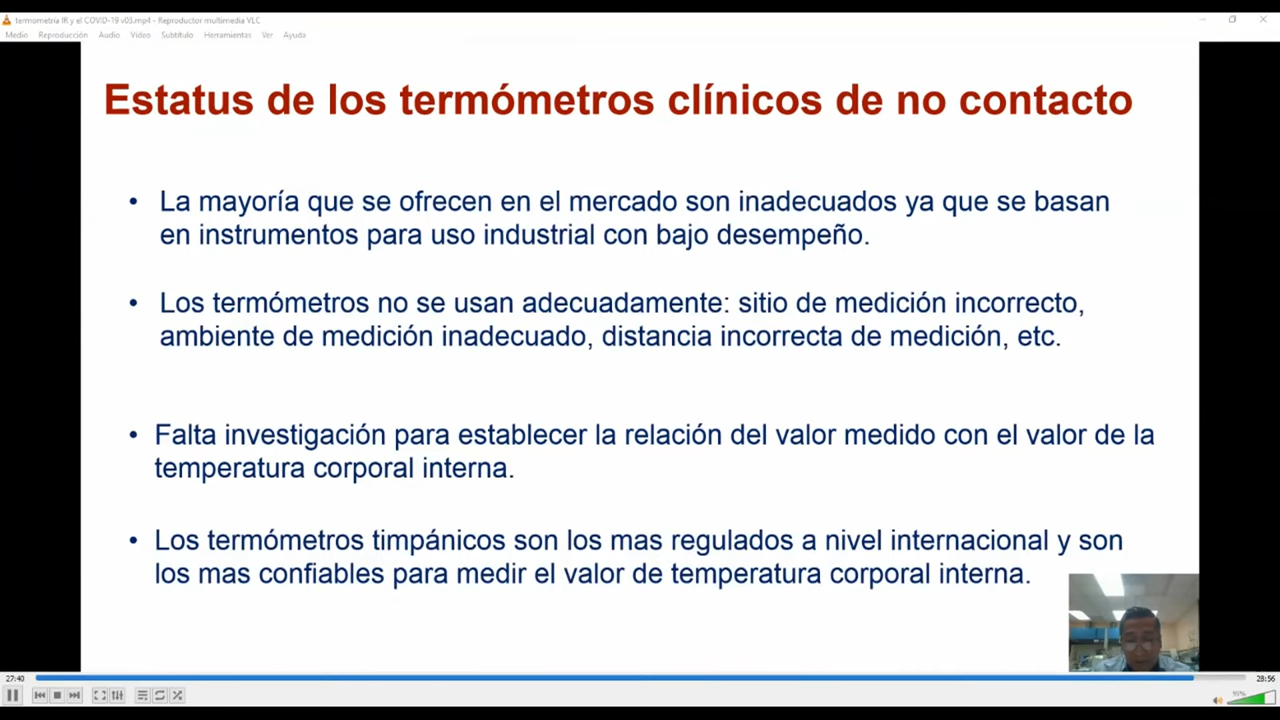 termometría IR y el COVID-19 v03.mp4 - Reproductor multimedia VLC
Medio Reproducción Audio Vídeo Subtítulo Herramientas Ver Ayuda
Estatus de los termómetros clínicos de no contacto
• La mayoría que se ofrecen en el mercado son inadecuados ya que se basan
en instrumentos para uso industrial con bajo desempeño.
• Los termómetros no se usan adecuadamente: sitio de medición incorrecto,
ambiente de medición inadecuado, distancia incorrecta de medición, etc.
• Falta investigación para establecer la relación del valor medido con el valor de la
temperatura corporal interna.
• Los termómetros timpánicos son los mas regulados a nivel internacional y son
los mas confiables para medir el valor de temperatura corporal interna.
27:40
28:56